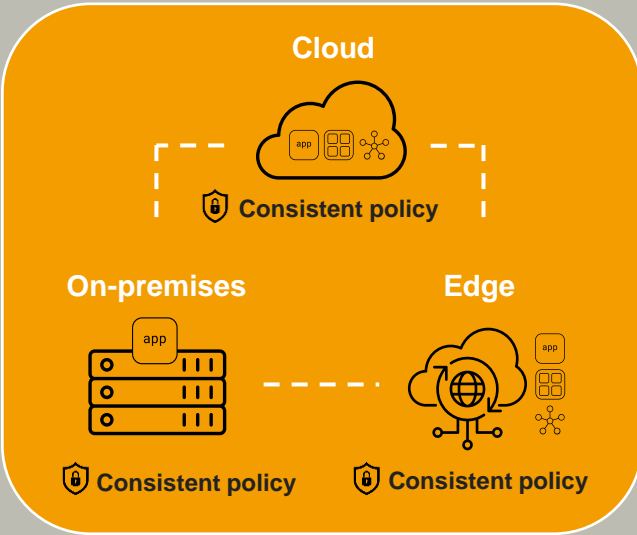 Cloud
app
Consistent policy
On-premises
Edge
app
app
Consistent policy
Consistent policy